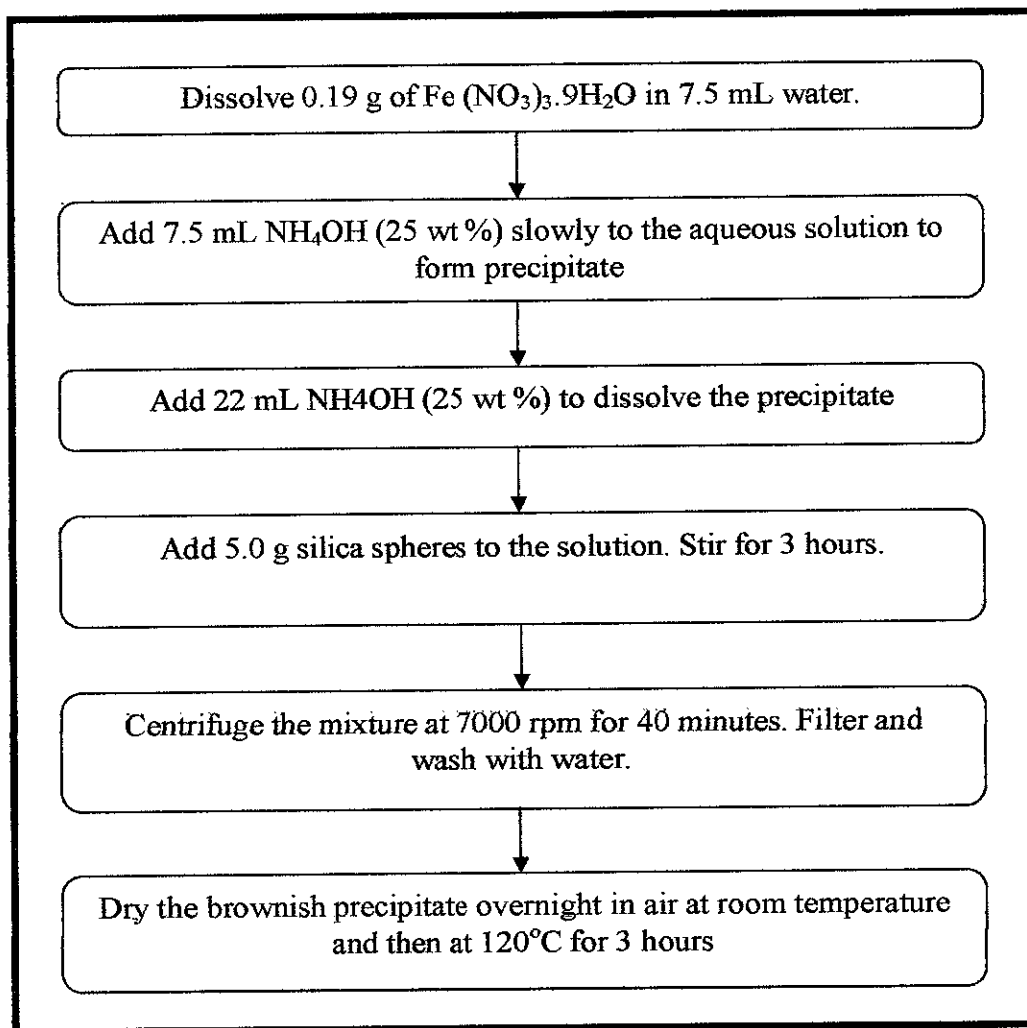 Dissolve 0.19 g of Fe (NO₃)₃.9H₂O in 7.5 mL water.
Add 7.5 mL NH₄OH (25 wt %) slowly to the aqueous solution to
form precipitate
Add 22 mL NH4OH (25 wt %) to dissolve the precipitate
Add 5.0 g silica spheres to the solution. Stir for 3 hours.
Centrifuge the mixture at 7000 rpm for 40 minutes. Filter and
wash with water.
Dry the brownish precipitate overnight in air at room temperature
and then at 120°C for 3 hours